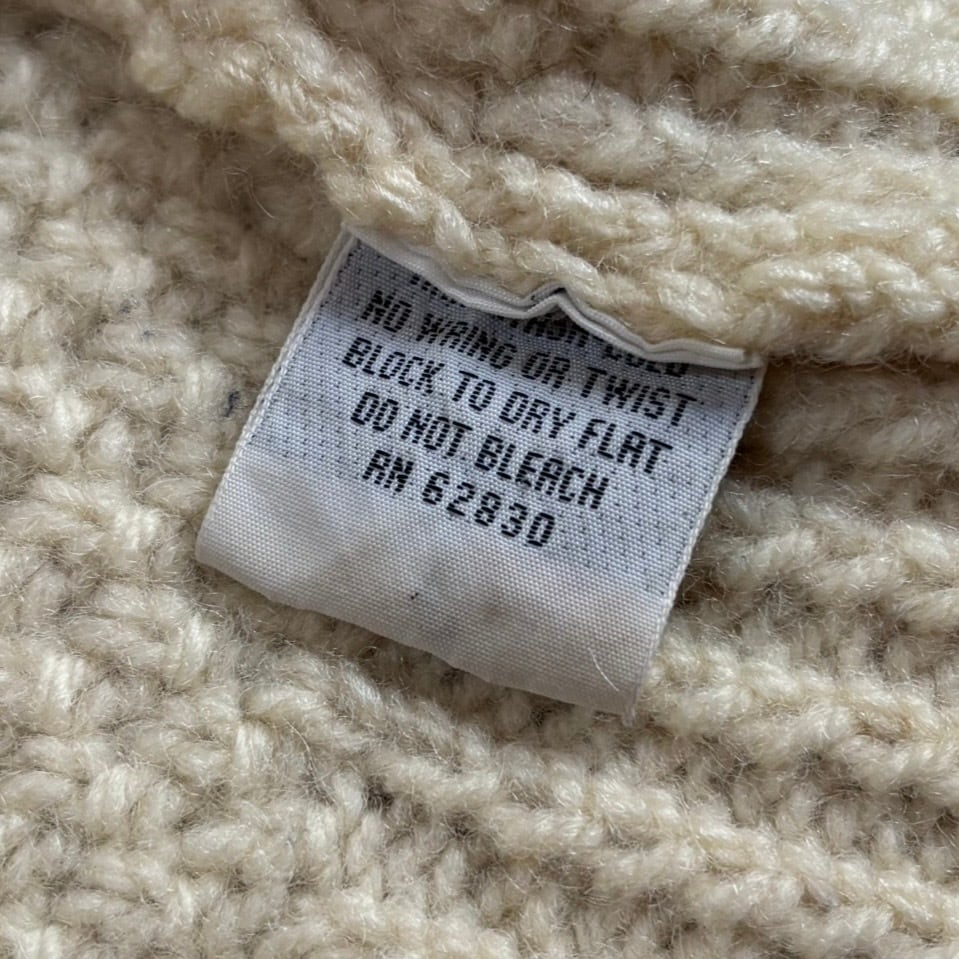 NO WRING OR TWIST
BLOCK TO DRY FLAT
DO NOT BLEACH
RN 62830